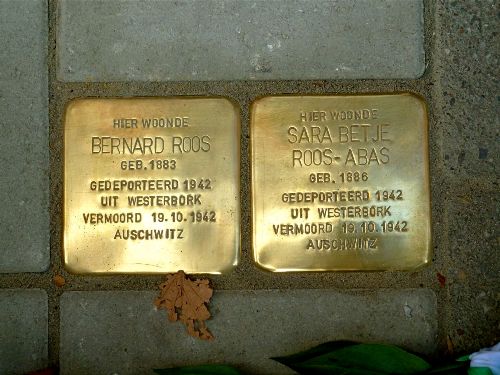 HIER WOONDE
BERNARD ROOS
GEB. 1883
GEDEPORTEERD 1942
UIT WESTERBORK
VERMOORD 19.10.1942
AUSCHWITZ
HIER WOONDE
SARA BETJE
ROOS-ABAS
GEB. 1886
GEDEPORTEERD 1942
UIT WESTERBORK
VERMOORD 19.10.1942
AUSCHWITZ